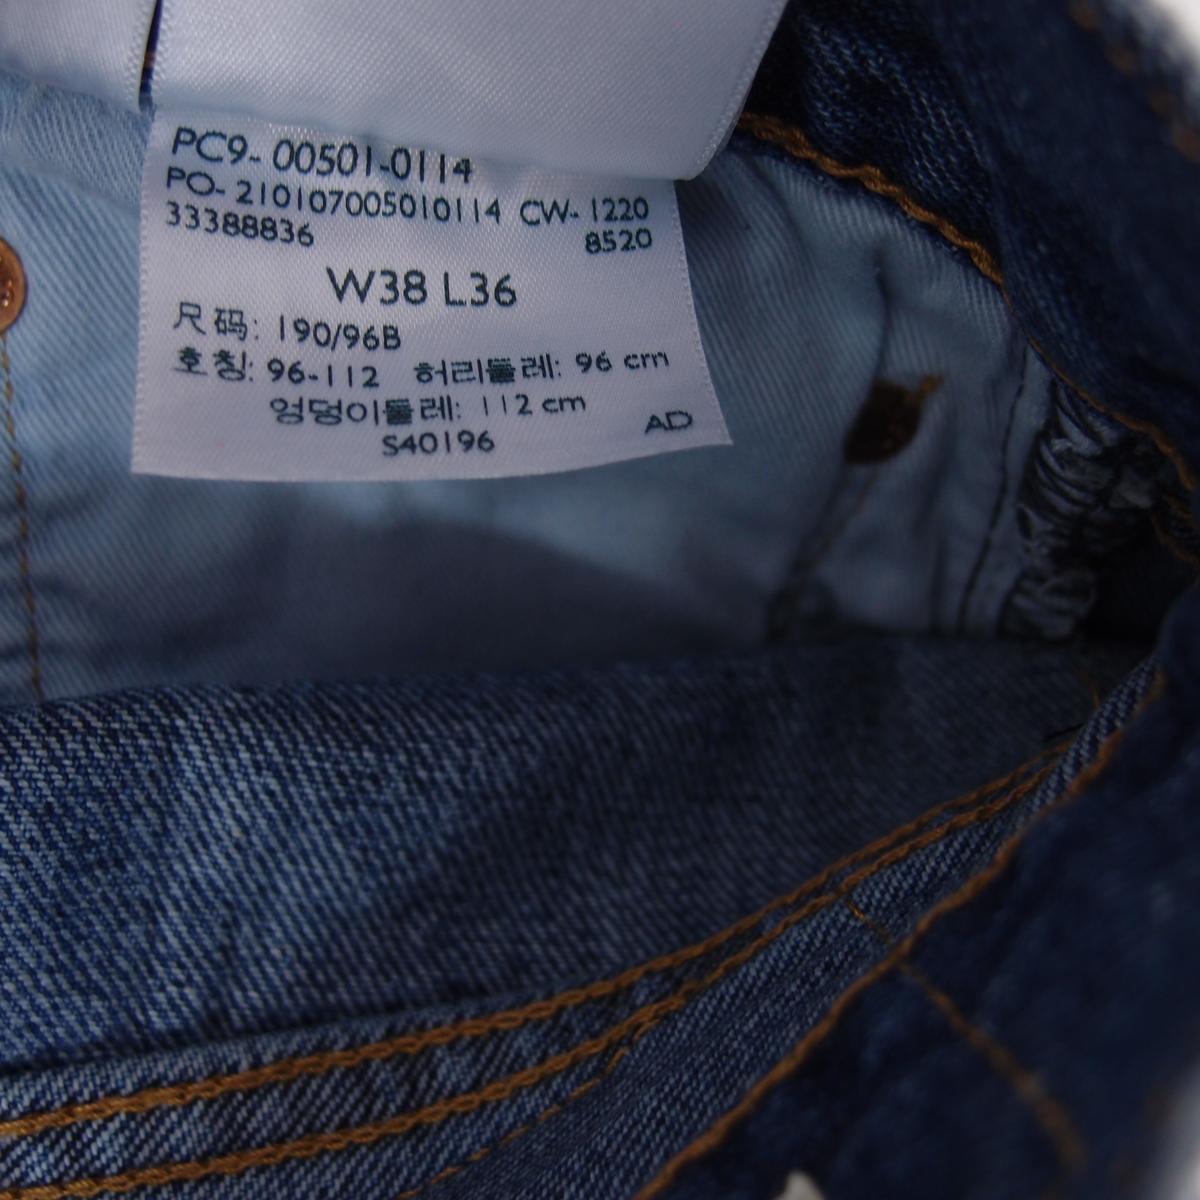 PC9- 00501-0114
PO- 210107005010114 CW- 1220
33388836 8520
W38 L36
尺码: 190/96B
호칭: 96-112 허리둘레: 96 cm
엉덩이둘레: 112 cm
S40196 AD